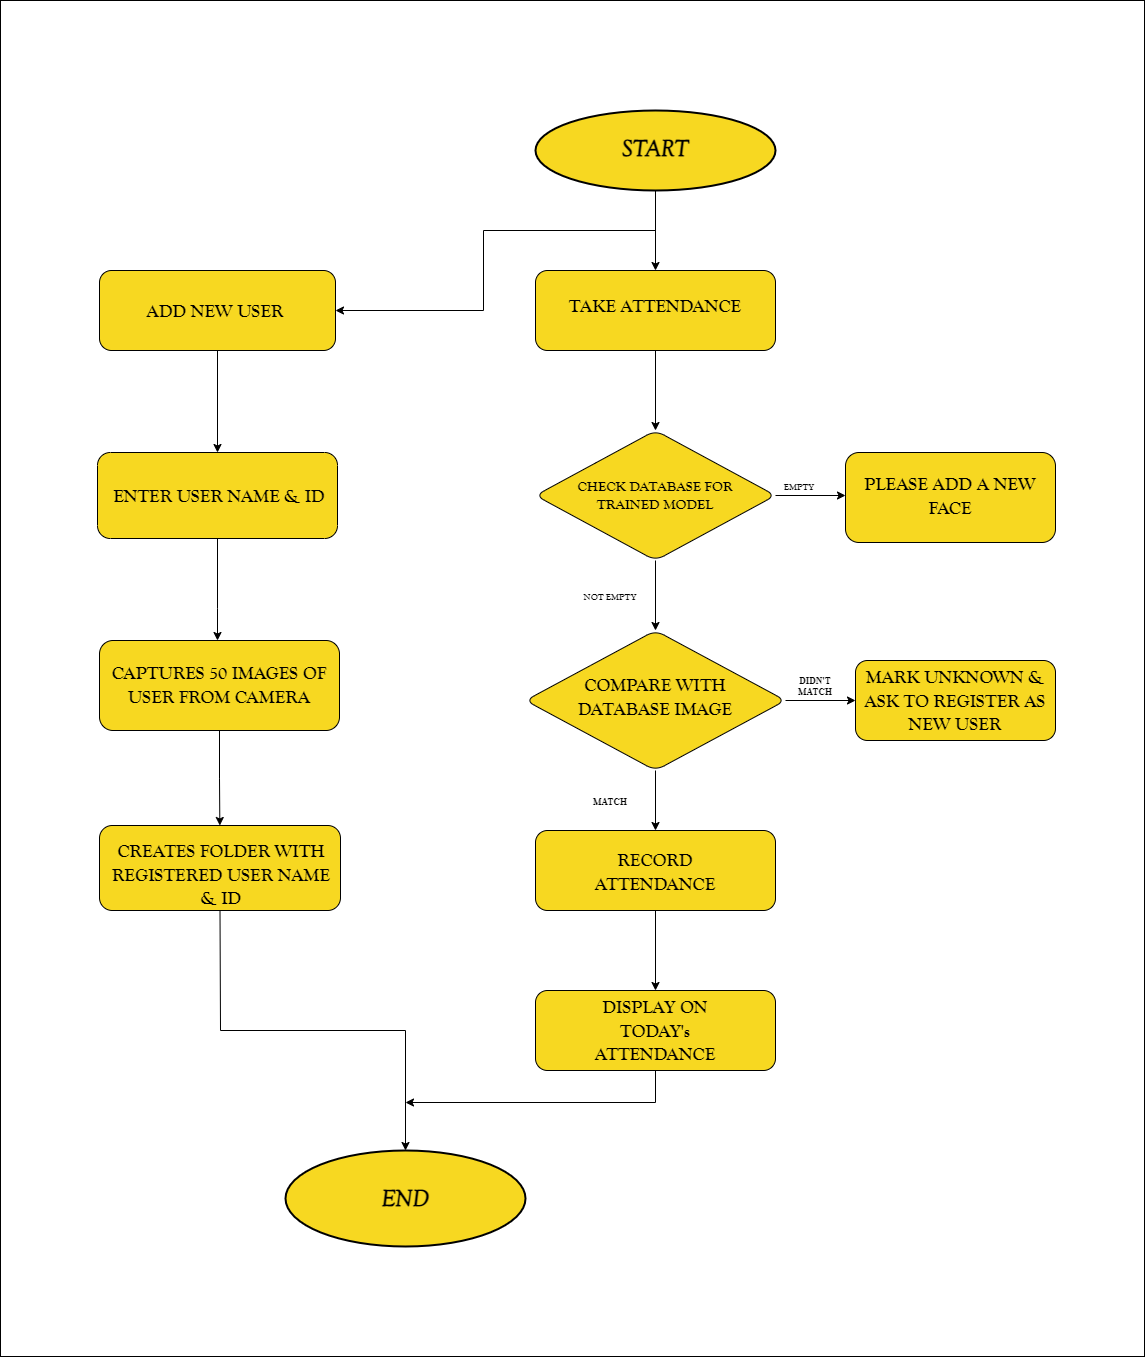 START
ADD NEW USER
TAKE ATTENDANCE
ENTER USER NAME & ID
CHECK DATABASE FOR
TRAINED MODEL
EMPTY
PLEASE ADD A NEW
FACE
NOT EMPTY
CAPTURES 50 IMAGES OF
USER FROM CAMERA
COMPARE WITH
DATABASE IMAGE
DIDN'T
MATCH
MARK UNKNOWN &
ASK TO REGISTER AS
NEW USER
MATCH
CREATES FOLDER WITH
REGISTERED USER NAME
& ID
RECORD
ATTENDANCE
DISPLAY ON
TODAY's
ATTENDANCE
END